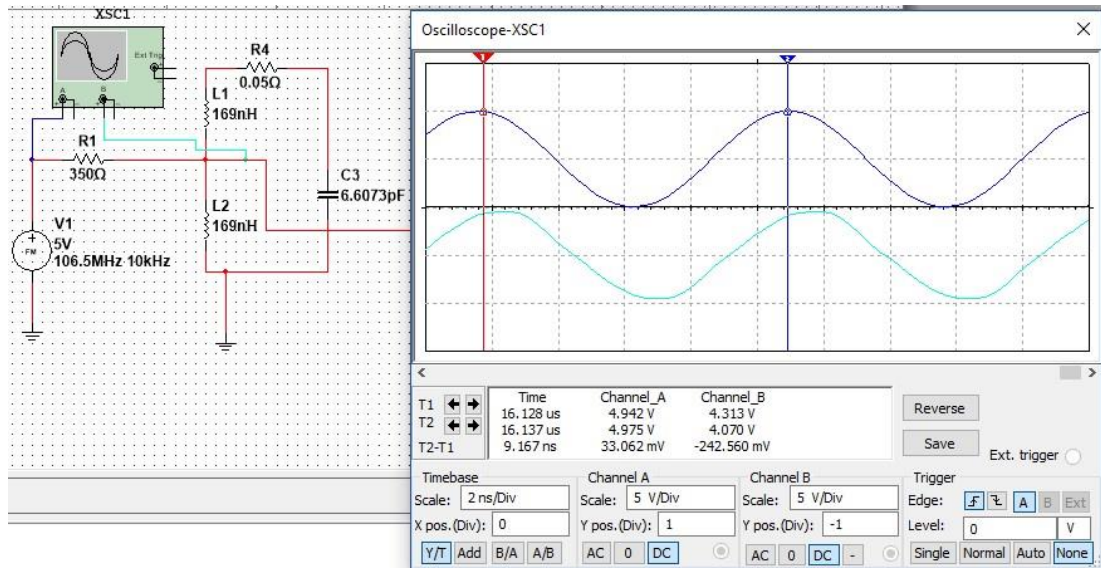 XSC1
Ext Trig
A
B
R4
0.05Ω
L1
169nH
R1
350Ω
C3
6.6073pF
L2
169nH
V1
5V
FM
106.5MHz 10kHz
Oscilloscope-XSC1
1
2
Time Channel_A Channel_B
T1 16.128 us 4.942 V 4.313 V
T2 16.137 us 4.975 V 4.070 V
T2-T1 9.167 ns 33.062 mV -242.560 mV
Reverse
Save
Ext. trigger
Timebase Channel A Channel B Trigger
Scale: 2 ns/Div Scale: 5 V/Div Scale: 5 V/Div Edge: A B Ext
X pos.(Div): 0 Y pos.(Div): 1 Y pos.(Div): -1 Level: 0 V
Y/T Add B/A A/B AC 0 DC AC 0 DC - Single Normal Auto None